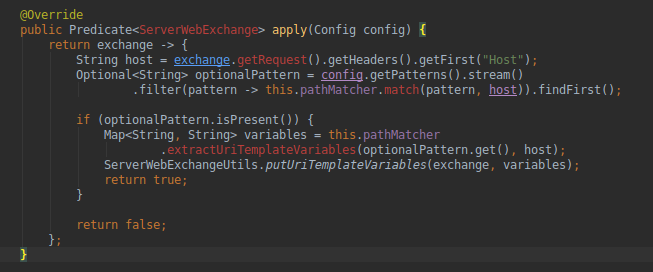 @Override
public Predicate<ServerWebExchange> apply(Config config) {
    return exchange -> {
        String host = exchange.getRequest().getHeaders().getFirst("Host");
        Optional<String> optionalPattern = config.getPatterns().stream()
                .filter(pattern -> this.pathMatcher.match(pattern, host)).findFirst();

        if (optionalPattern.isPresent()) {
            Map<String, String> variables = this.pathMatcher
                    .extractUriTemplateVariables(optionalPattern.get(), host);
            ServerWebExchangeUtils.putUriTemplateVariables(exchange, variables);
            return true;
        }

        return false;
    };
}